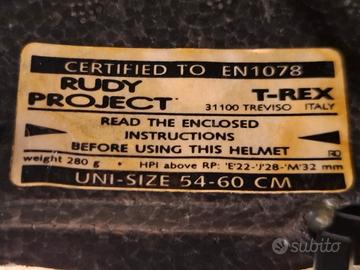 CERTIFIED TO EN1078
RUDY PROJECT T-REX
31100 TREVISO ITALY
READ THE ENCLOSED
INSTRUCTIONS
BEFORE USING THIS HELMET
weight 280 g • HPI above RP: 'E'22-'J'28-'M'32 mm
UNI-SIZE 54-60 CM
subito